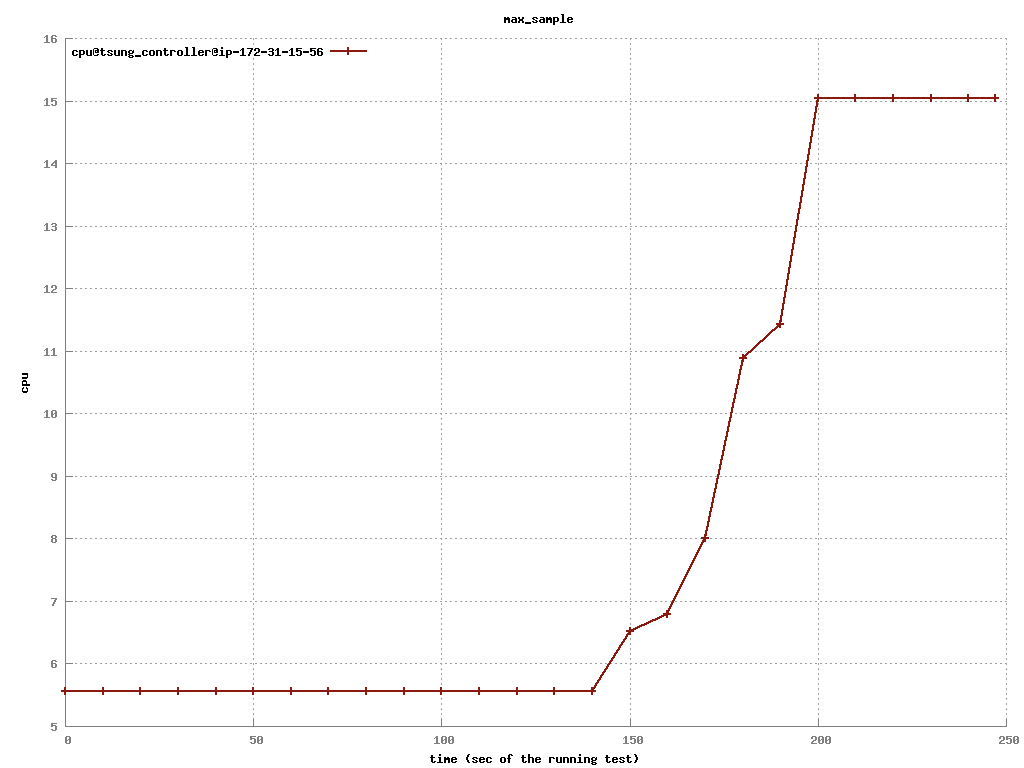 max_sample
cpu@tsung_controller@ip-172-31-15-56
16
15
14
13
12
11
10
9
8
7
6
5
cpu
0 50 100 150 200 250
time (sec of the running test)